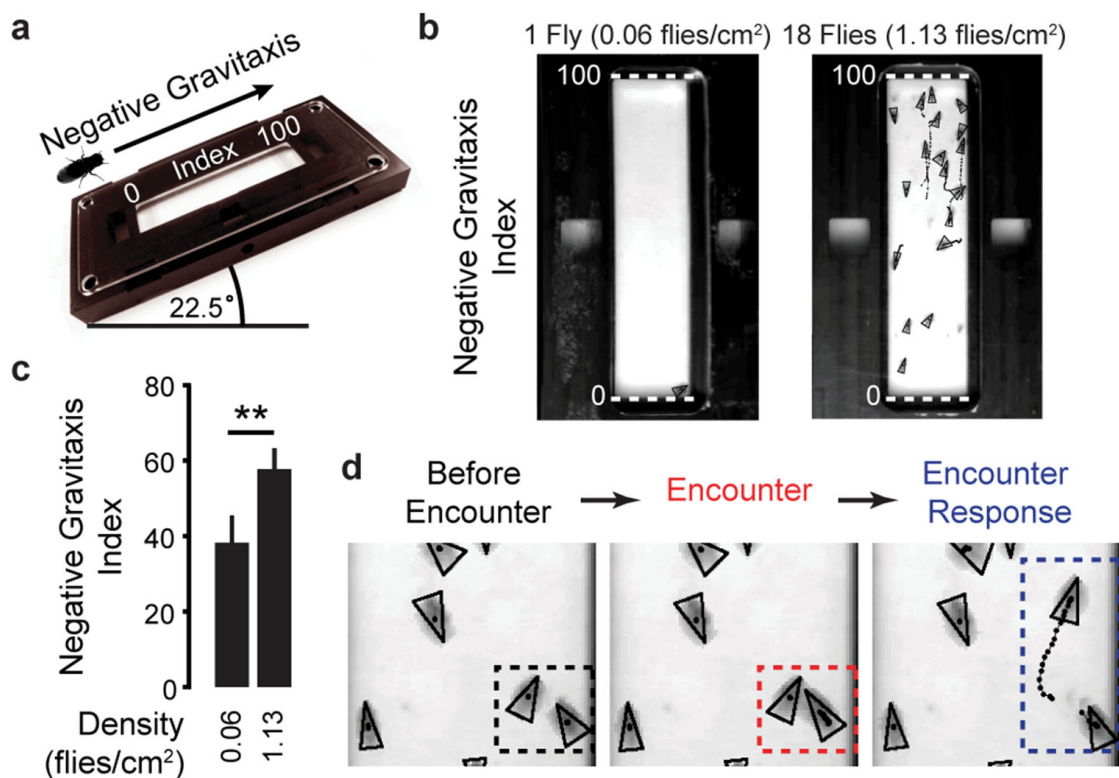 a
Negative Gravitaxis
0 Index 100
22.5°
b
1 Fly (0.06 flies/cm²) 18 Flies (1.13 flies/cm²)
Negative Gravitaxis
Index
100
0
100
0
c
Negative Gravitaxis
Index
80
60
40
20
0
**
Density
(flies/cm²)
0.06
1.13
d
Before
Encounter
Encounter
Encounter
Response